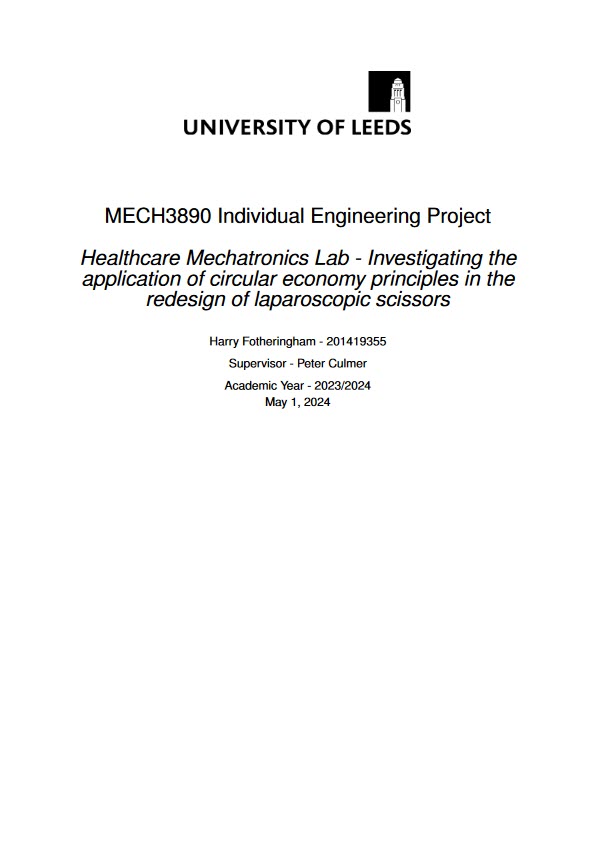 UNIVERSITY OF LEEDS
MECH3890 Individual Engineering Project
Healthcare Mechatronics Lab - Investigating the
application of circular economy principles in the
redesign of laparoscopic scissors
Harry Fotheringham - 201419355
Supervisor - Peter Culmer
Academic Year - 2023/2024
May 1, 2024